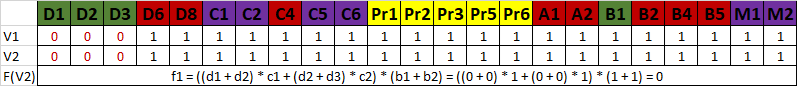 D1 D2 D3 D6 D8 C1 C2 C4 C5 C6 Pr1 Pr2 Pr3 Pr5 Pr6 A1 A2 B1 B2 B4 B5 M1 M2
V1 0 0 0 1 1 1 1 1 1 1 1 1 1 1 1 1 1 1 1 1 1 1 1
V2 0 0 0 1 1 1 1 1 1 1 1 1 1 1 1 1 1 1 1 1 1 1 1
F(V2) f1 = ((d1 + d2) * c1 + (d2 + d3) * c2) * (b1 + b2) = ((0 + 0) * 1 + (0 + 0) * 1) * (1 + 1) = 0